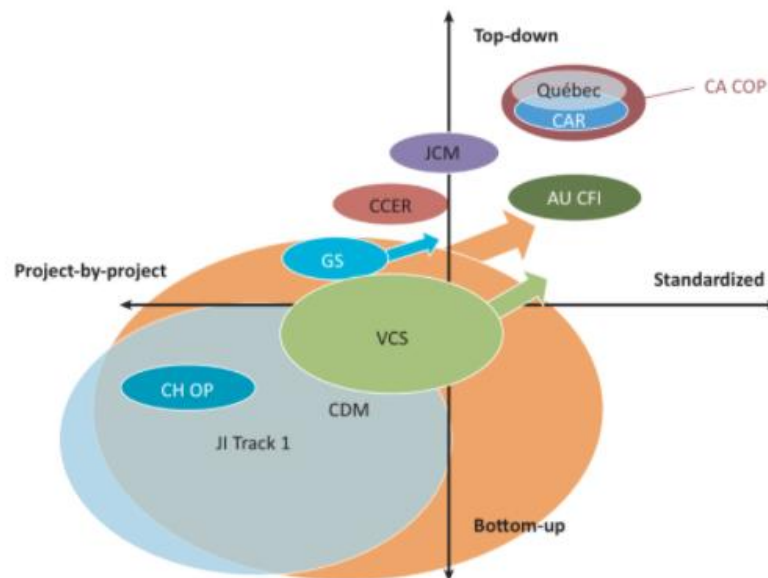 Top-down
Québec
CA COP
CAR
JCM
CCER
AU CFI
GS
Project-by-project
Standardized
VCS
CH OP
CDM
JI Track 1
Bottom-up